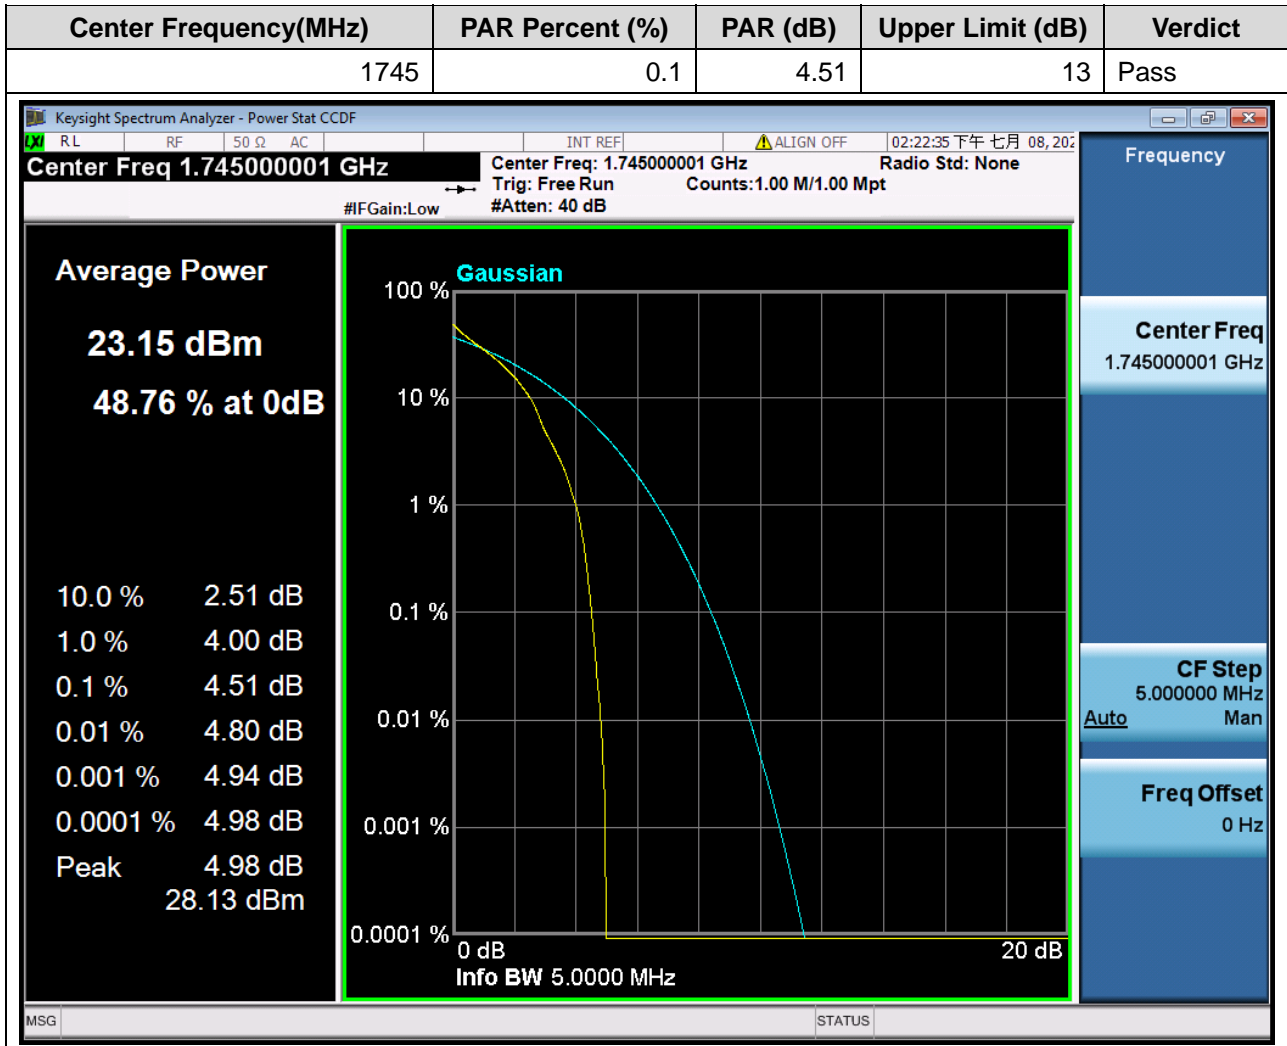 Center Frequency(MHz) PAR Percent (%) PAR (dB) Upper Limit (dB) Verdict
1745 0.1 4.51 13 Pass
Keysight Spectrum Analyzer - Power Stat CCDF
LXI RL RF 50 Ω AC INT REF ALIGN OFF 02:22:35 下午 七月 08, 202
Center Freq 1.745000001 GHz
Center Freq: 1.745000001 GHz Radio Std: None
Trig: Free Run Counts:1.00 M/1.00 Mpt
#IFGain:Low #Atten: 40 dB
Average Power
23.15 dBm
48.76 % at 0dB
10.0 % 2.51 dB
1.0 % 4.00 dB
0.1 % 4.51 dB
0.01 % 4.80 dB
0.001 % 4.94 dB
0.0001 % 4.98 dB
Peak 4.98 dB
28.13 dBm
Gaussian
100 %
10 %
1 %
0.1 %
0.01 %
0.001 %
0.0001 %
0 dB 20 dB
Info BW 5.0000 MHz
Frequency
Center Freq
1.745000001 GHz
CF Step
5.000000 MHz
Auto Man
Freq Offset
0 Hz
MSG STATUS